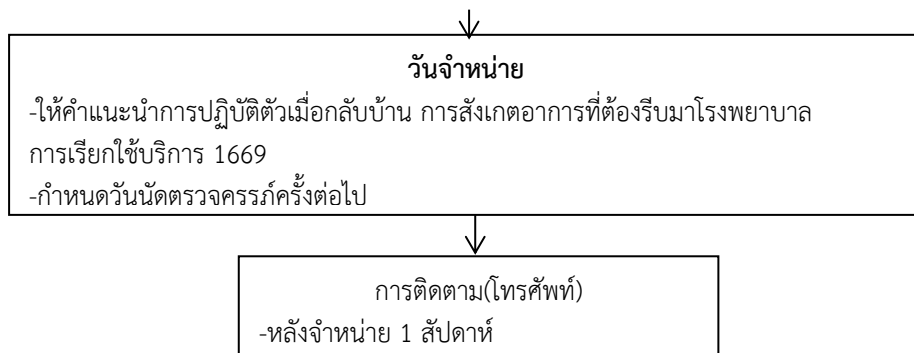 วันจำหน่าย
-ให้คำแนะนำการปฏิบัติตัวเมื่อกลับบ้าน การสังเกตอาการที่ต้องรีบมาโรงพยาบาล
การเรียกใช้บริการ 1669
-กำหนดวันนัดตรวจครรภ์ครั้งต่อไป
การติดตาม(โทรศัพท์)
-หลังจำหน่าย 1 สัปดาห์